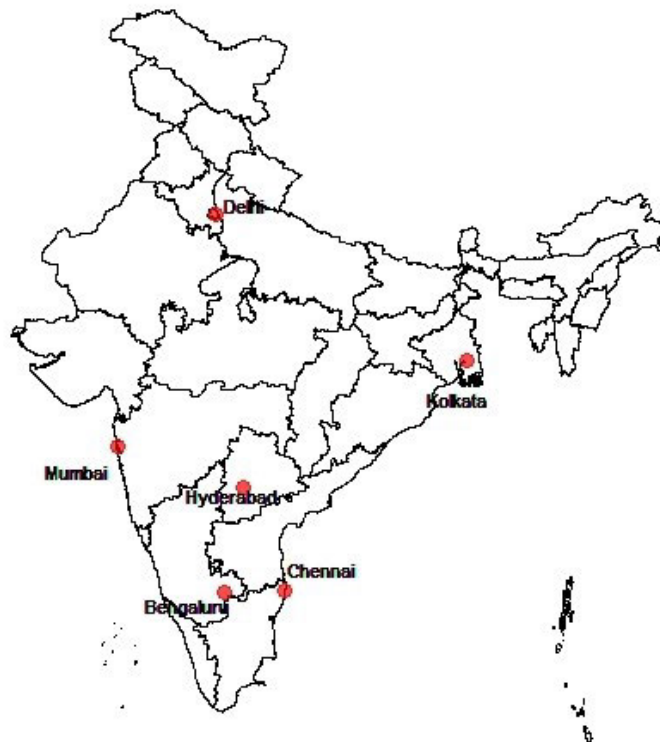 Delhi
Kolkata
Mumbai
Hyderabad
Chennai
Bengaluru